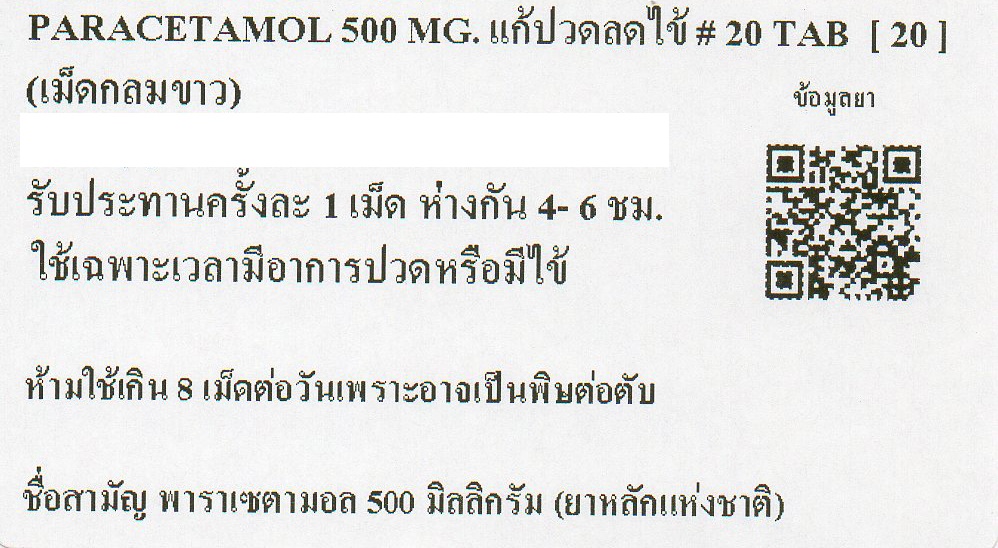 PARACETAMOL 500 MG. แก้ปวดลดไข้ # 20 TAB [ 20 ]
(เม็ดกลมขาว)
ข้อมูลยา
รับประทานครั้งละ 1 เม็ด ห่างกัน 4- 6 ชม.
ใช้เฉพาะเวลามีอาการปวดหรือมีไข้
ห้ามใช้เกิน 8 เม็ดต่อวันเพราะอาจเป็นพิษต่อตับ
ชื่อสามัญ พาราเซตามอล 500 มิลลิกรัม (ยาหลักแห่งชาติ)